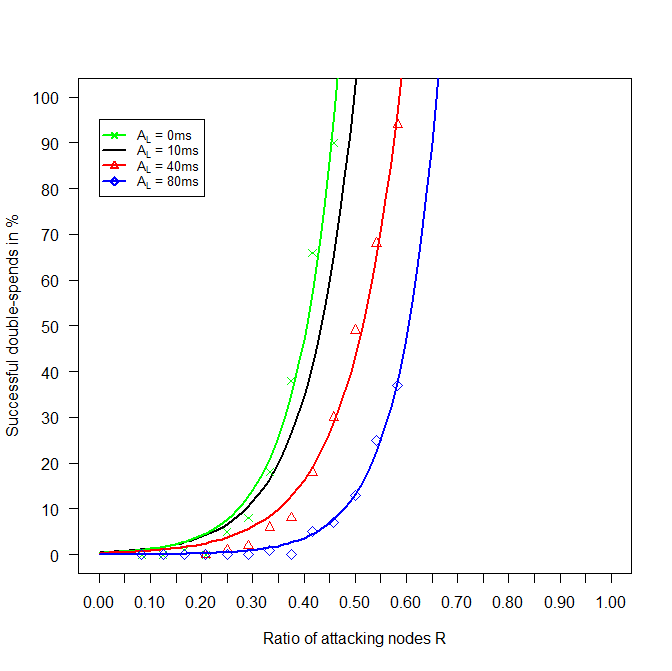 Successful double-spends in %
100
90
80
70
60
50
40
30
20
10
0
A_L = 0ms
A_L = 10ms
A_L = 40ms
A_L = 80ms
0.00 0.10 0.20 0.30 0.40 0.50 0.60 0.70 0.80 0.90 1.00
Ratio of attacking nodes R